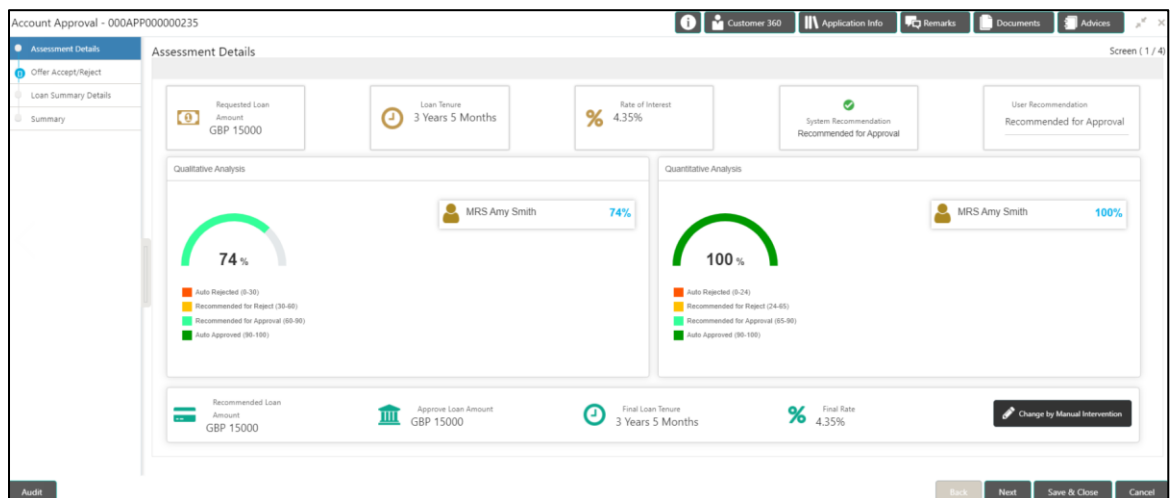 Account Approval - 000APP000000235
Customer 360
Application Info
Remarks
Documents
Advices
Assessment Details
Offer Accept/Reject
Loan Summary Details
Summary
Assessment Details
Screen ( 1 / 4)
Requested Loan
Amount
GBP 15000
Loan Tenure
3 Years 5 Months
Rate of Interest
4.35%
System Recommendation
Recommended for Approval
User Recommendation
Recommended for Approval
Qualitative Analysis
MRS Amy Smith 74%
74 %
Auto Rejected (0-30)
Recommended for Reject (30-60)
Recommended for Approval (60-90)
Auto Approved (90-100)
Quantitative Analysis
MRS Amy Smith 100%
100 %
Auto Rejected (0-24)
Recommended for Reject (24-65)
Recommended for Approval (65-90)
Auto Approved (90-100)
Recommended Loan
Amount
GBP 15000
Approve Loan Amount
GBP 15000
Final Loan Tenure
3 Years 5 Months
Final Rate
4.35%
Change by Manual Intervention
Audit
Back
Next
Save & Close
Cancel